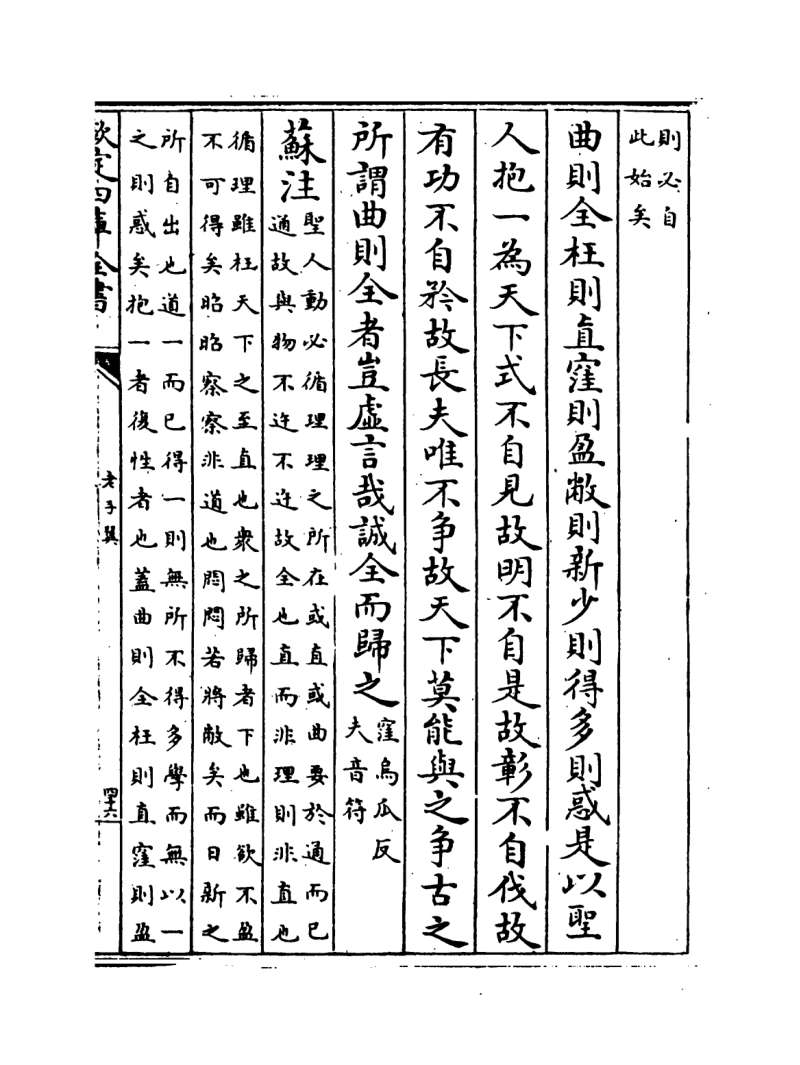 則必自
此始矣
曲則全枉則直窪則盈敝則新少則得多則惑是以聖
人抱一為天下式不自見故明不自是故彰不自伐故
有功不自矜故長夫唯不争故天下莫能與之争古之
所謂曲則全者豈虛言哉誠全而歸之
窪烏瓜反
夫音符
蘇注
聖人動必循理理之所在或直或曲要於通而已
通故與物不迕不迕故全也直而非理則非直也
循理雖枉天下之至直也衆之所歸者下也雖欲不盈
不可得矣昭昭察察非道也悶悶若將敝矣而日新之
所自出也道一而已得一則無所不得多學而無以一
之則惑矣抱一者復性者也蓋曲則全枉則直窪則盈
欽定四庫全書
老子翼
四十六